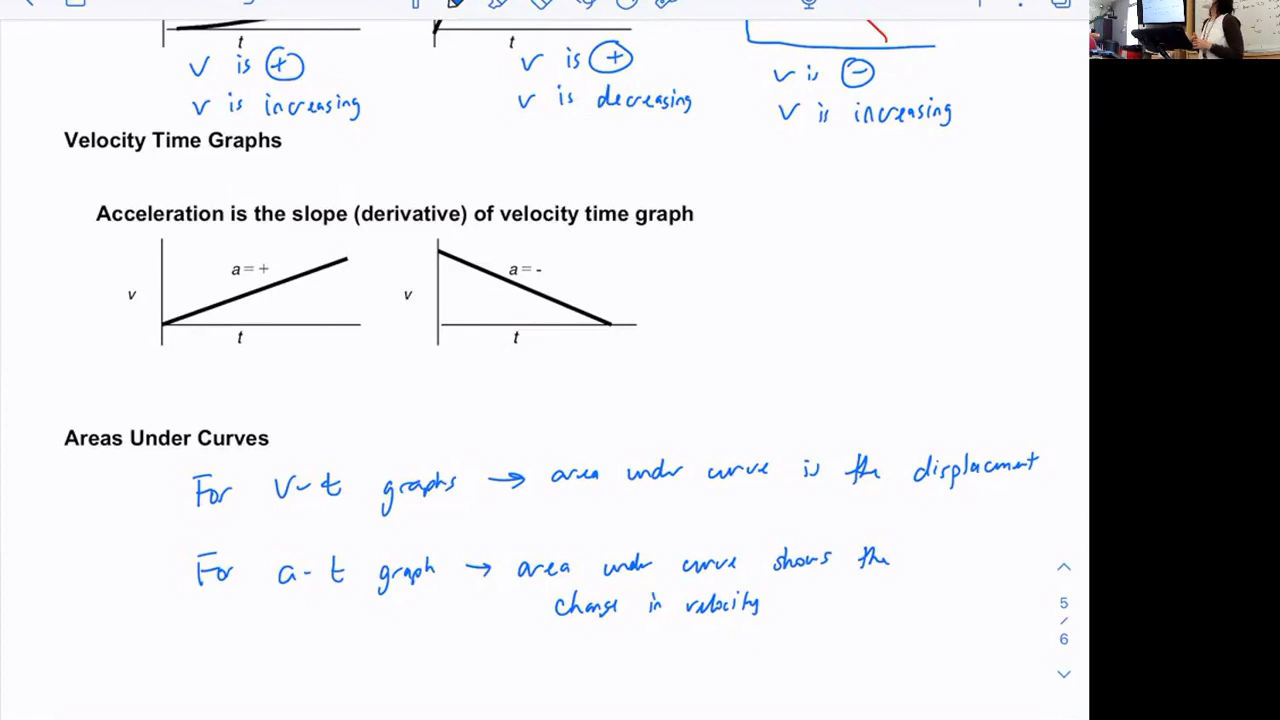 t
t
v is +
v is increasing
v is +
v is decreasing
v is -
v is increasing
Velocity Time Graphs
Acceleration is the slope (derivative) of velocity time graph
a = +
v
t
a = -
v
t
Areas Under Curves
For v-t graphs → area under curve is the displacment
For a-t graph → area under curve shows the
change in velocity
5
/
6